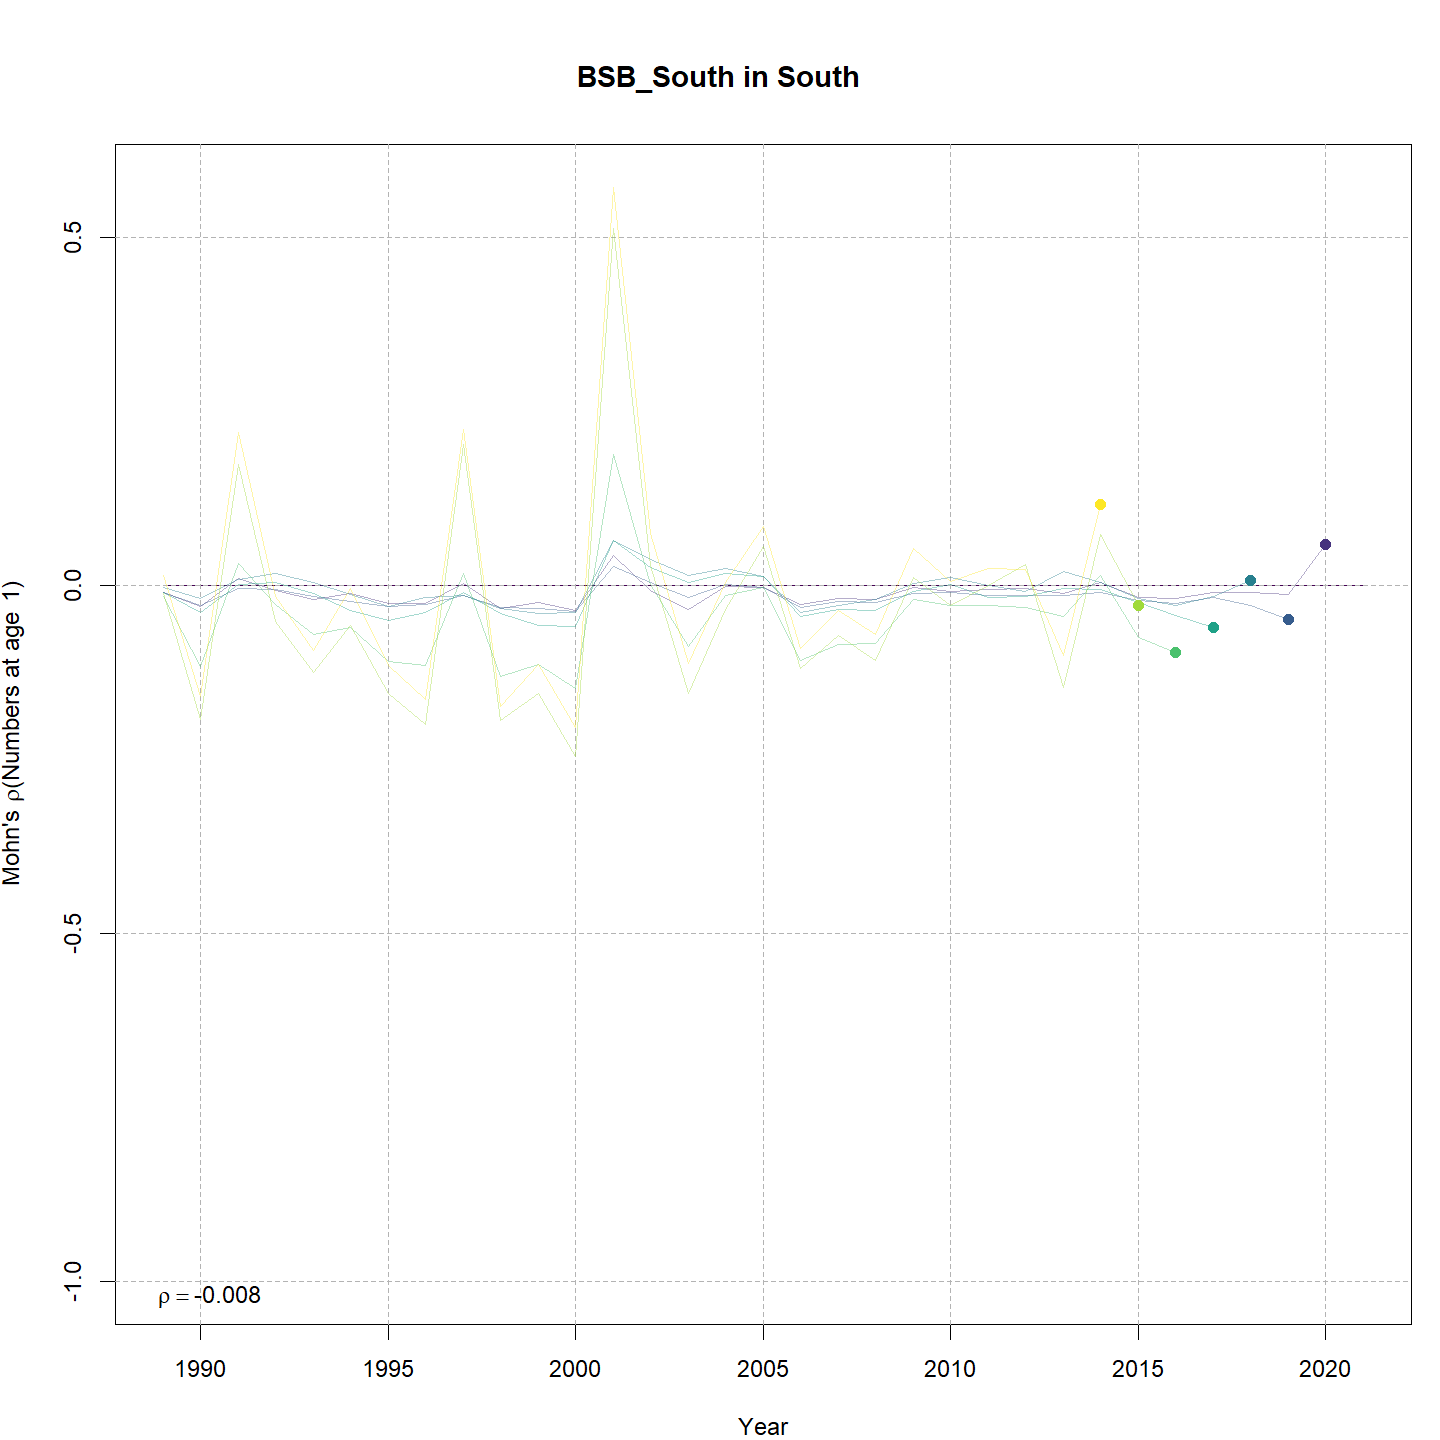 BSB_South in South
Mohn's ρ(Numbers at age 1)
0.5
0.0
-0.5
-1.0
ρ = -0.008
1990 1995 2000 2005 2010 2015 2020
Year